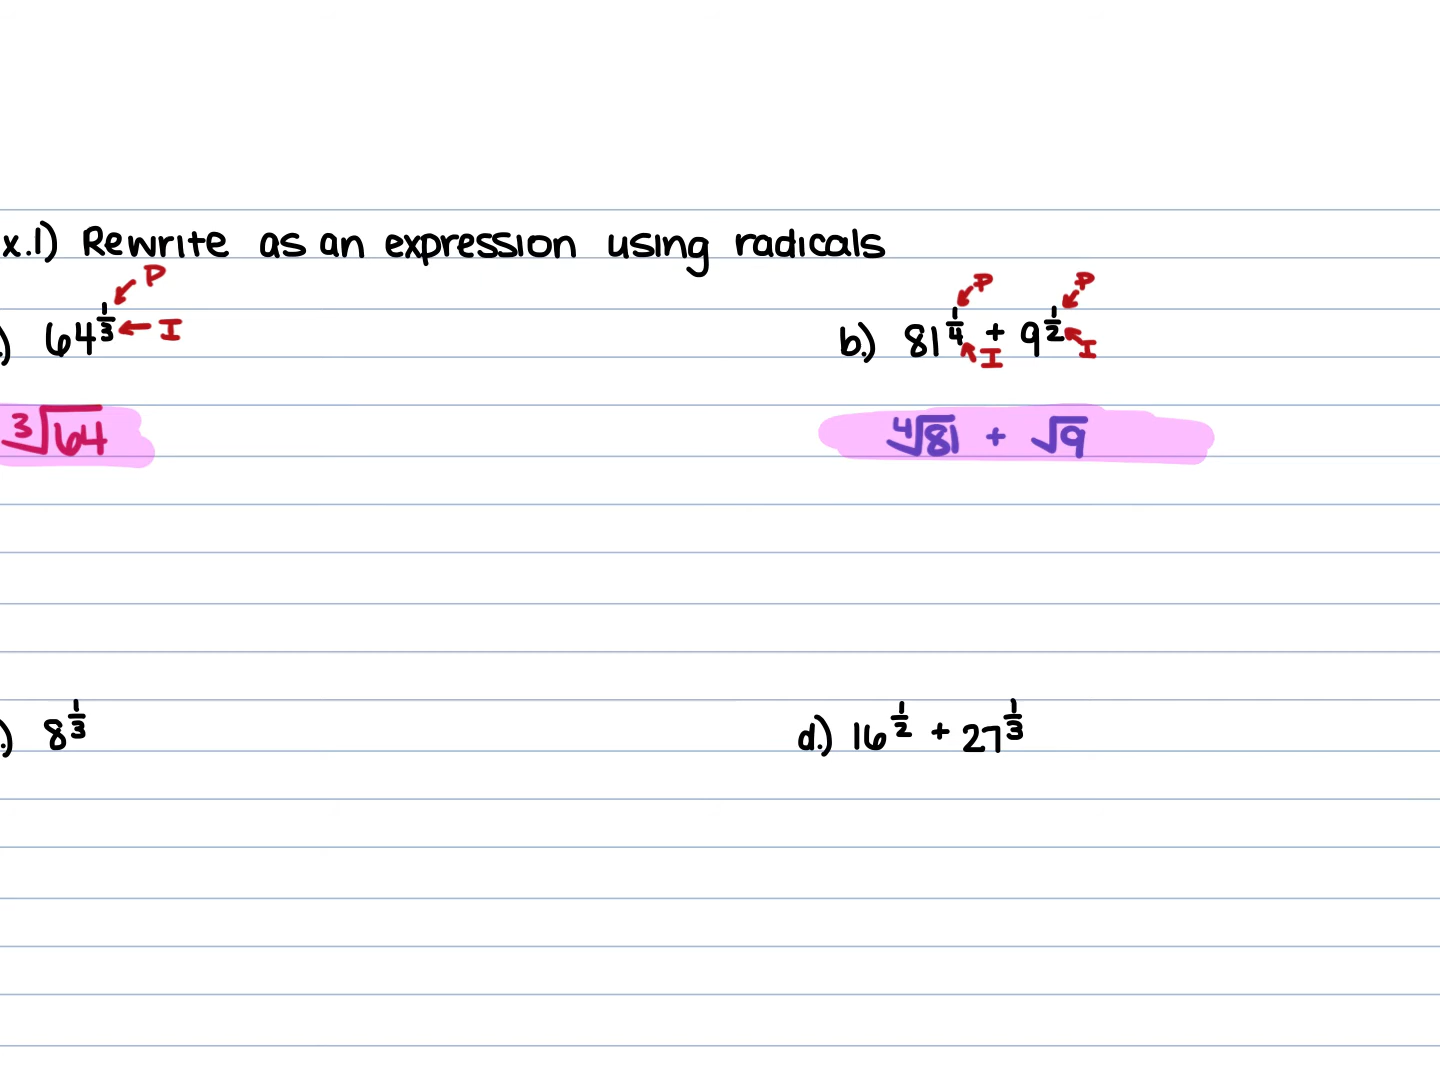 x.1) Rewrite as an expression using radicals
.) 64^{1/3} P I
b.) 81^{1/4} + 9^{1/2} P I P I
∛64
∜81 + √9
.) 8^{1/3}
d.) 16^{1/2} + 27^{1/3}